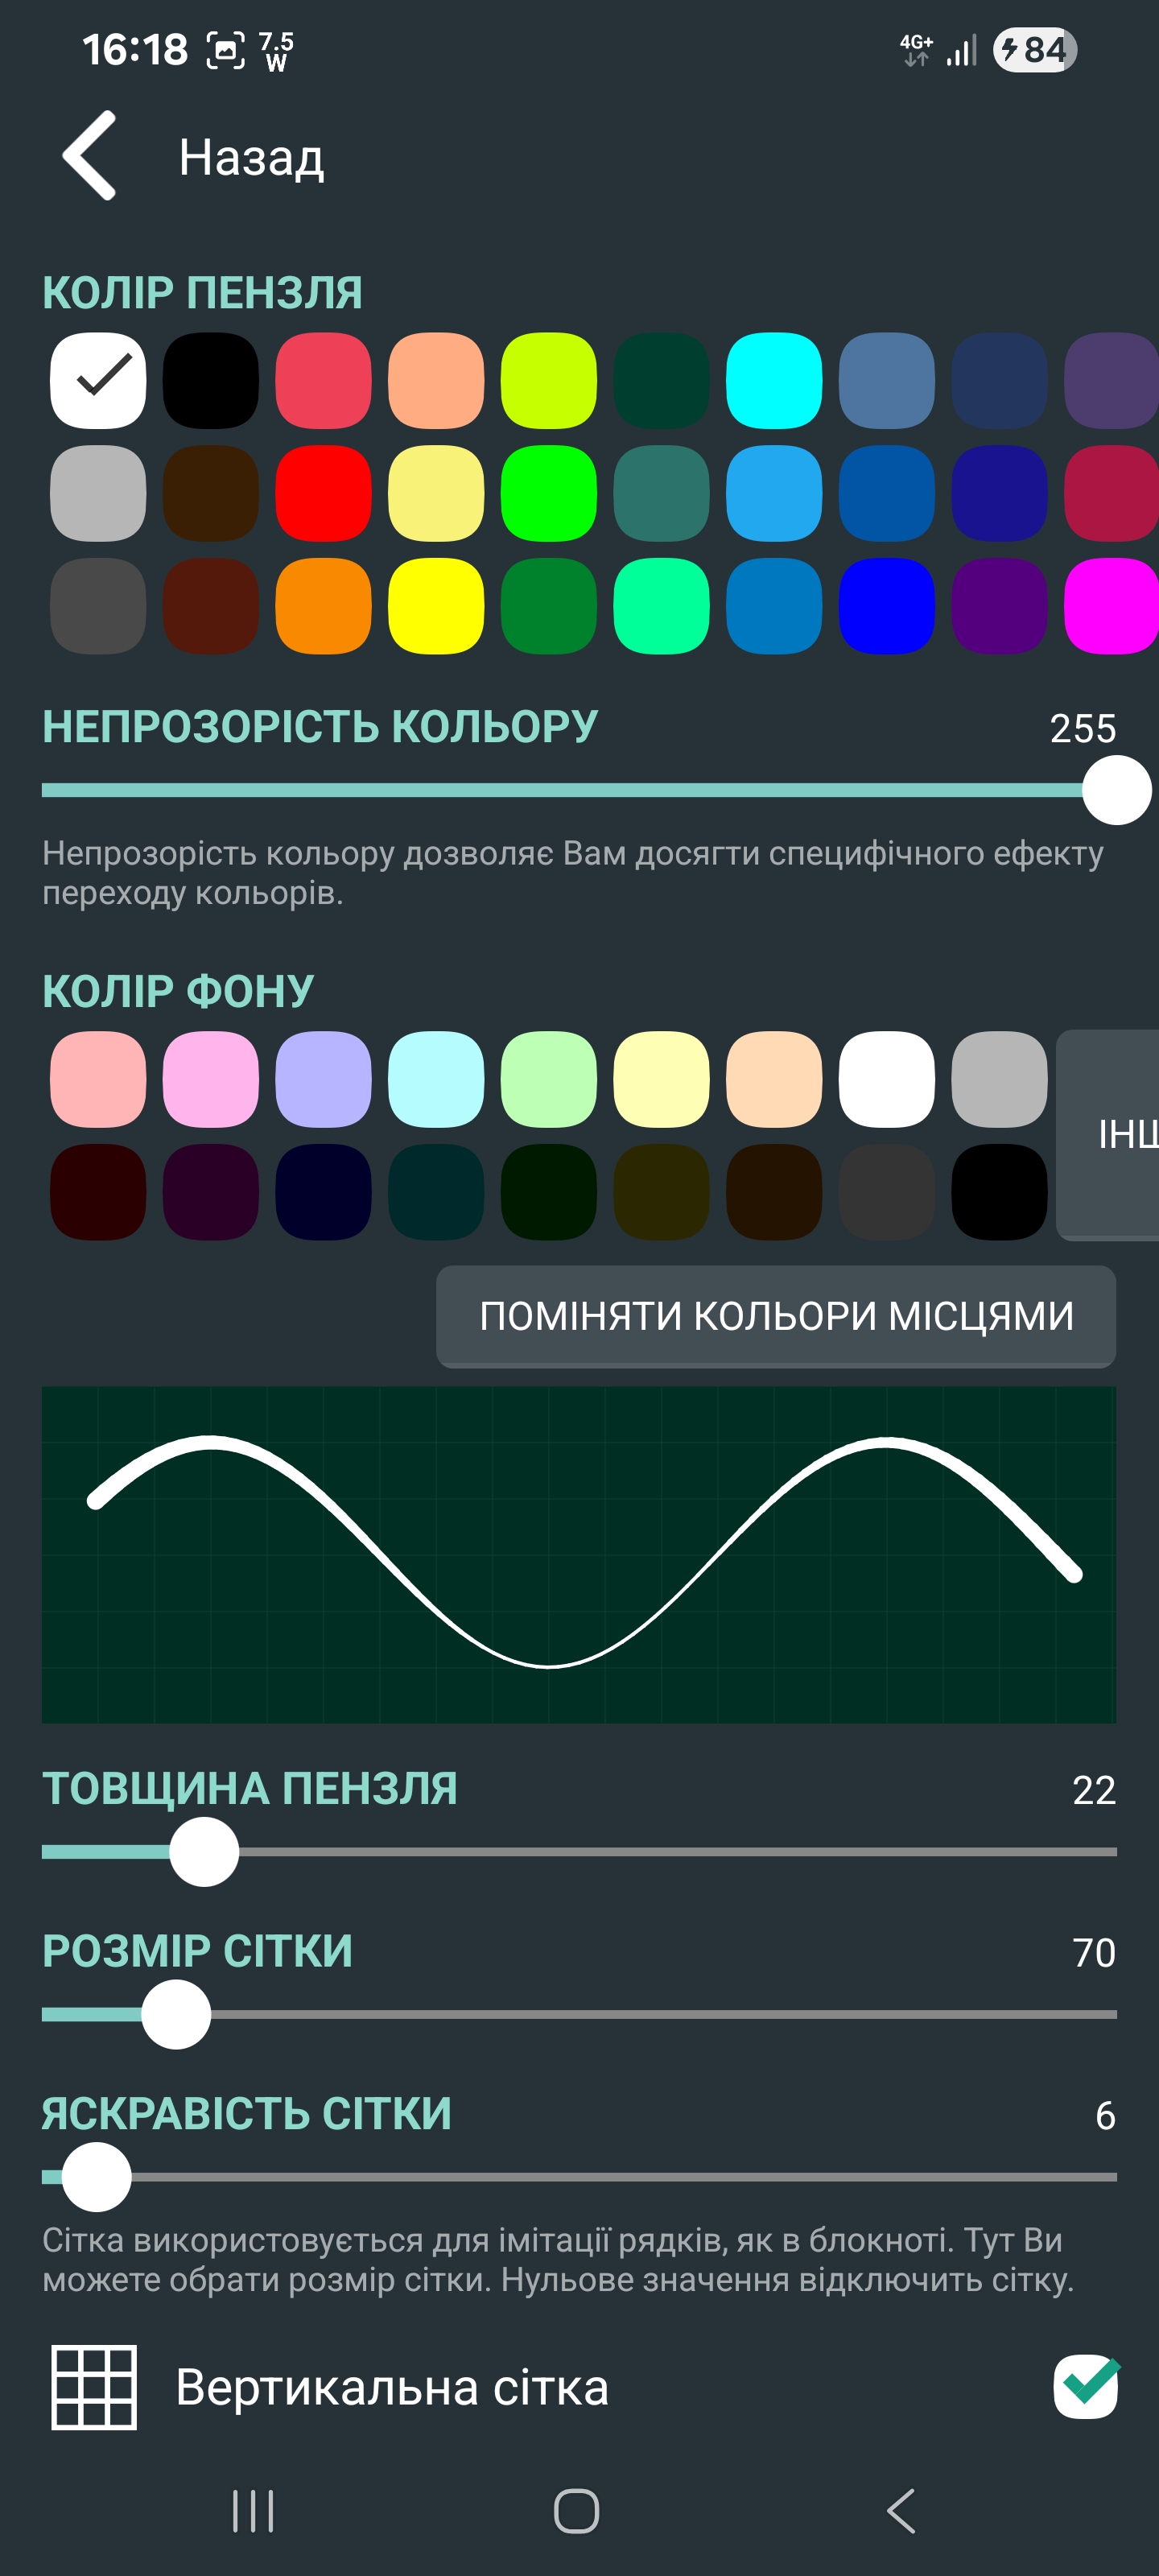 16:18
7.5
W
4G+
84
Назад
КОЛІР ПЕНЗЛЯ
НЕПРОЗОРІСТЬ КОЛЬОРУ
255
Непрозорість кольору дозволяє Вам досягти специфічного ефекту
переходу кольорів.
КОЛІР ФОНУ
ПОМІНЯТИ КОЛЬОРИ МІСЦЯМИ
ТОВЩИНА ПЕНЗЛЯ
22
РОЗМІР СІТКИ
70
ЯСКРАВІСТЬ СІТКИ
6
Сітка використовується для імітації рядків, як в блокноті. Тут Ви
можете обрати розмір сітки. Нульове значення відключить сітку.
Вертикальна сітка